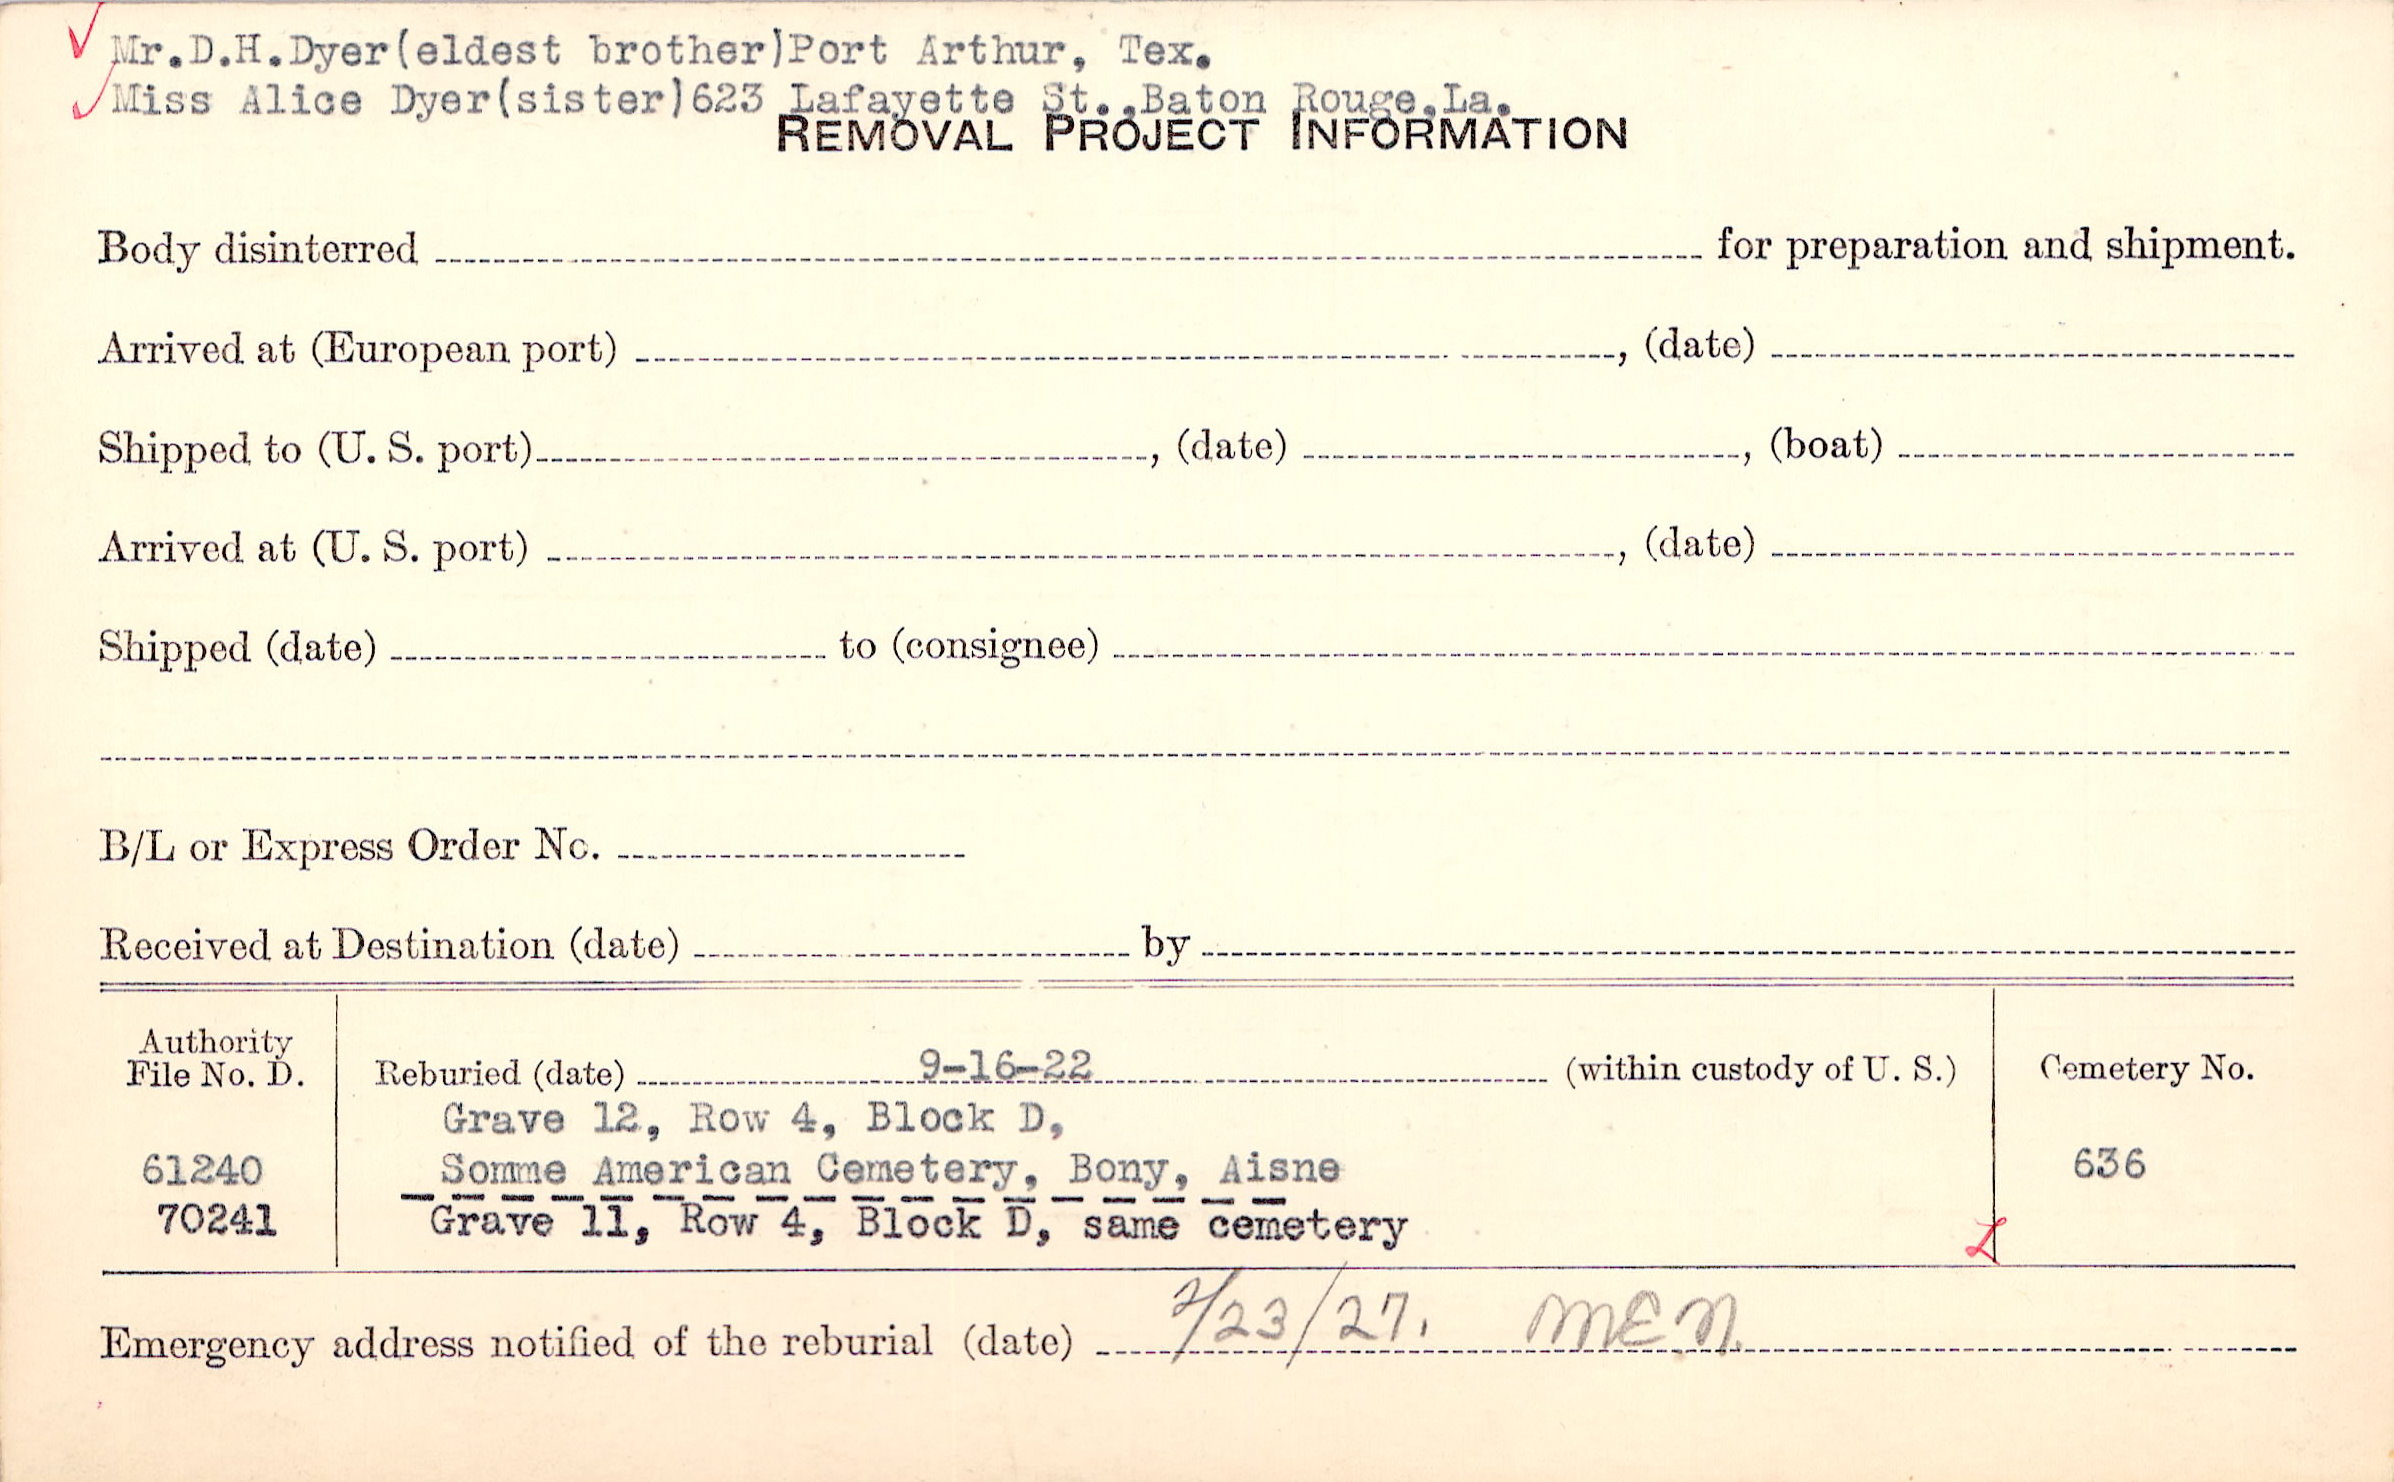 Mr.D.H.Dyer(eldest brother)Port Arthur, Tex.
Miss Alice Dyer(sister)623 Lafayette St.,Baton Rouge,La.
REMOVAL PROJECT INFORMATION
Body disinterred for preparation and shipment.
Arrived at (European port) , (date)
Shipped to (U. S. port) , (date) , (boat)
Arrived at (U. S. port) , (date)
Shipped (date) to (consignee)
B/L or Express Order No.
Received at Destination (date) by
Authority
File No. D.
61240
70241
Reburied (date) 9-16-22 (within custody of U. S.)
Grave 12, Row 4, Block D,
Somme American Cemetery, Bony, Aisne
Grave 11, Row 4, Block D, same cemetery
Cemetery No.
636
L
Emergency address notified of the reburial (date) 2/23/27. MEN.